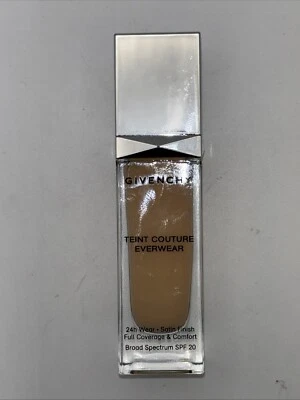 GIVENCHY
TEINT COUTURE
EVERWEAR
24h Wear • Satin Finish
Full Coverage & Comfort
Broad Spectrum SPF 20